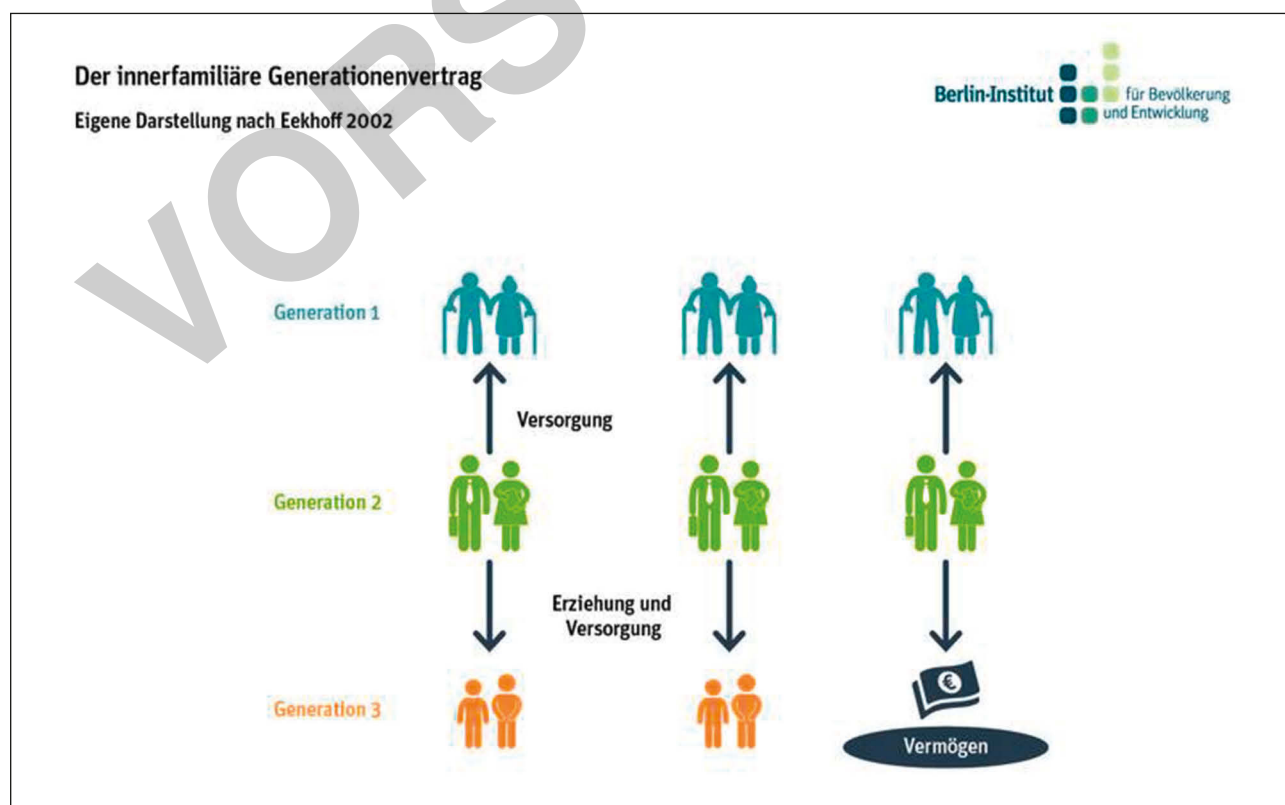 Der innerfamiliäre Generationenvertrag
Eigene Darstellung nach Eekhoff 2002
Berlin-Institut
für Bevölkerung
und Entwicklung
VORS
Generation 1
Versorgung
Generation 2
Erziehung und
Versorgung
Generation 3
€
Vermögen